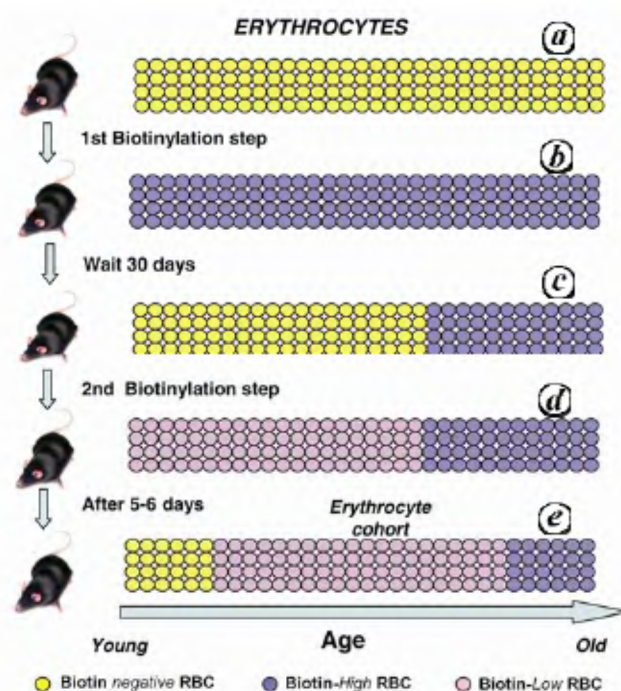 ERYTHROCYTES
a
1st Biotinylation step
b
Wait 30 days
c
2nd Biotinylation step
d
After 5-6 days
Erythrocyte
cohort
e
Young Age Old
Biotin negative RBC Biotin-High RBC Biotin-Low RBC